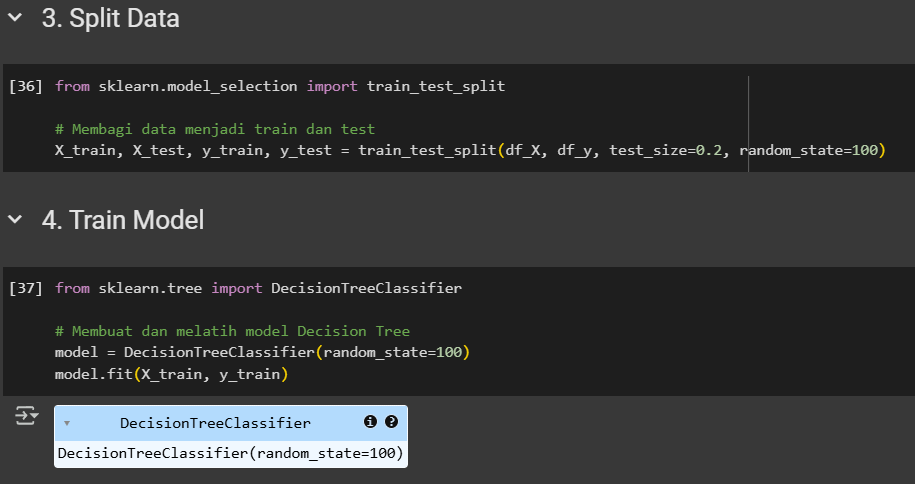 3. Split Data
[36] from sklearn.model_selection import train_test_split
# Membagi data menjadi train dan test
X_train, X_test, y_train, y_test = train_test_split(df_X, df_y, test_size=0.2, random_state=100)
4. Train Model
[37] from sklearn.tree import DecisionTreeClassifier
# Membuat dan melatih model Decision Tree
model = DecisionTreeClassifier(random_state=100)
model.fit(X_train, y_train)
DecisionTreeClassifier i ?
DecisionTreeClassifier(random_state=100)